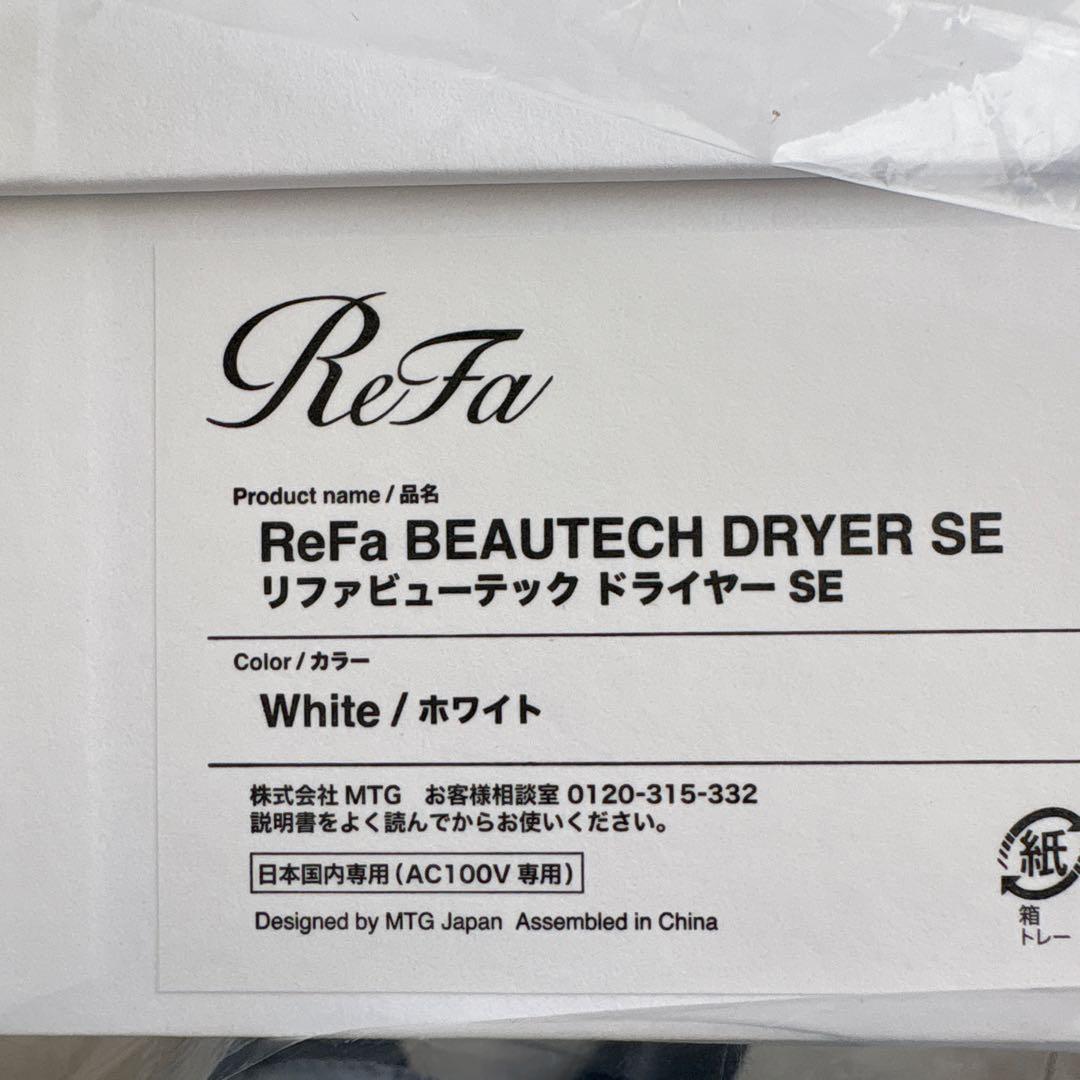 ReFa
Product name / 品名
ReFa BEAUTECH DRYER SE
リファビューテック ドライヤー SE
Color / カラー
White / ホワイト
株式会社 MTG お客様相談室 0120-315-332
説明書をよく読んでからお使いください。
日本国内専用（AC100V 専用）
Designed by MTG Japan Assembled in China
紙
箱
トレー